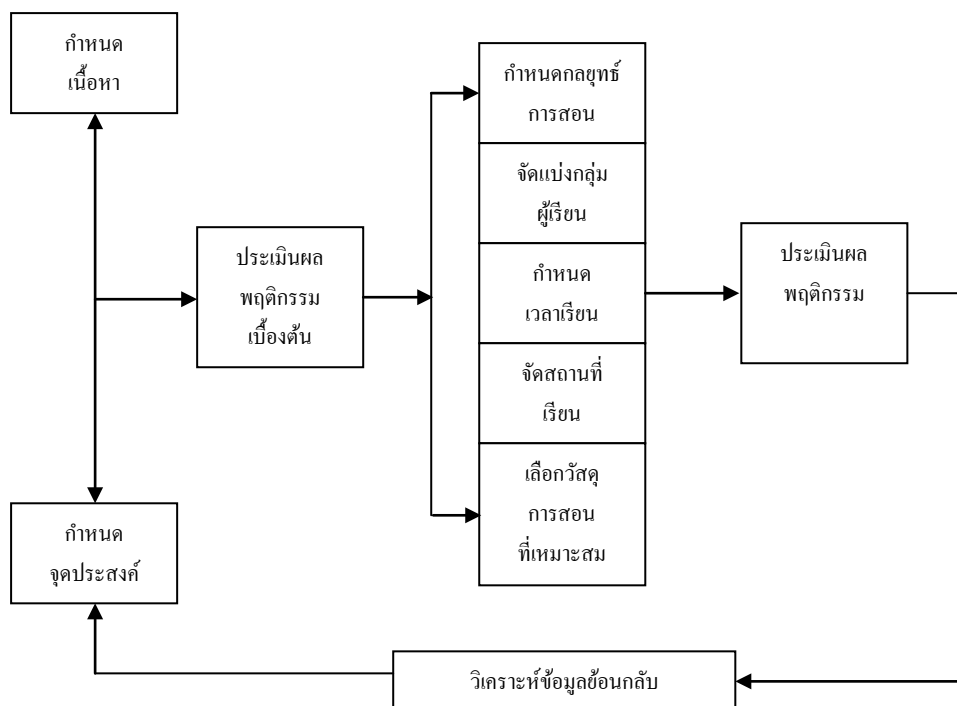 กำหนด
เนื้อหา
กำหนดกลยุทธ์
การสอน
จัดแบ่งกลุ่ม
ผู้เรียน
ประเมินผล
พฤติกรรม
เบื้องต้น
กำหนด
เวลาเรียน
ประเมินผล
พฤติกรรม
จัดสถานที่
เรียน
เลือกวัสดุ
การสอน
ที่เหมาะสม
กำหนด
จุดประสงค์
วิเคราะห์ข้อมูลย้อนกลับ